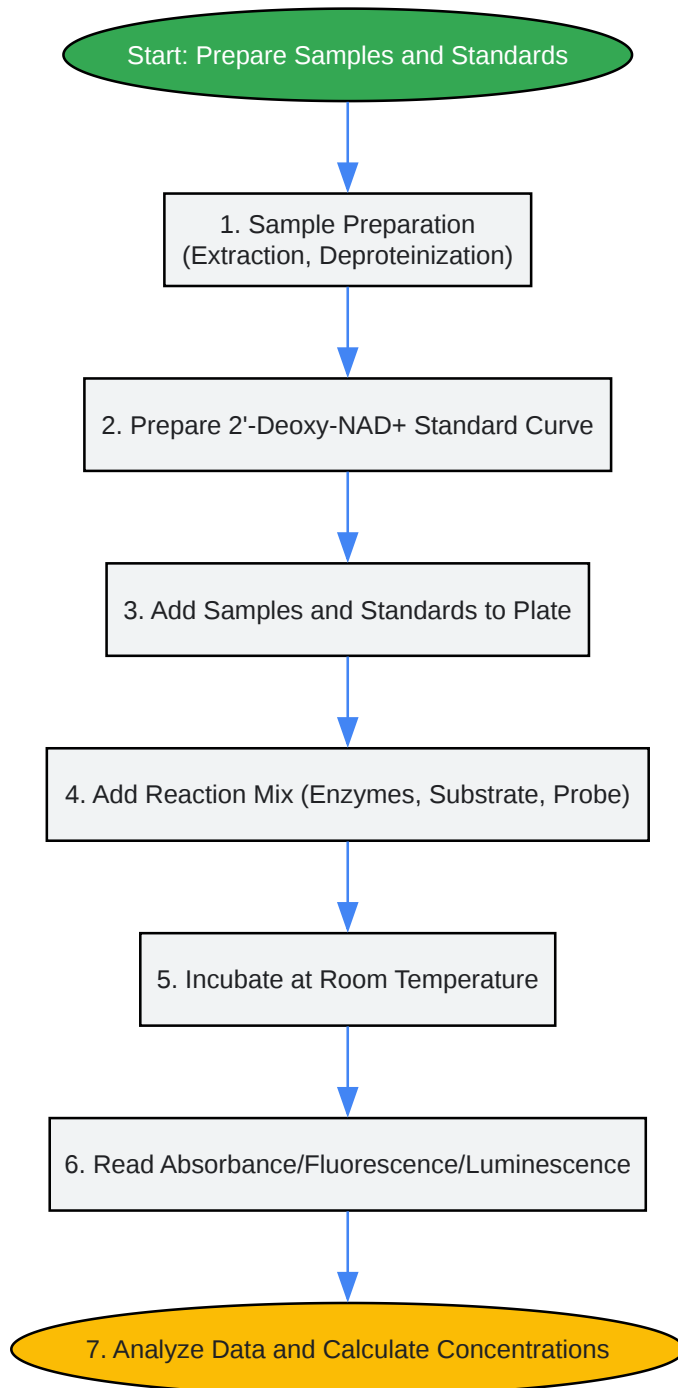 Start: Prepare Samples and Standards
1. Sample Preparation
(Extraction, Deproteinization)
2. Prepare 2'-Deoxy-NAD+ Standard Curve
3. Add Samples and Standards to Plate
4. Add Reaction Mix (Enzymes, Substrate, Probe)
5. Incubate at Room Temperature
6. Read Absorbance/Fluorescence/Luminescence
7. Analyze Data and Calculate Concentrations